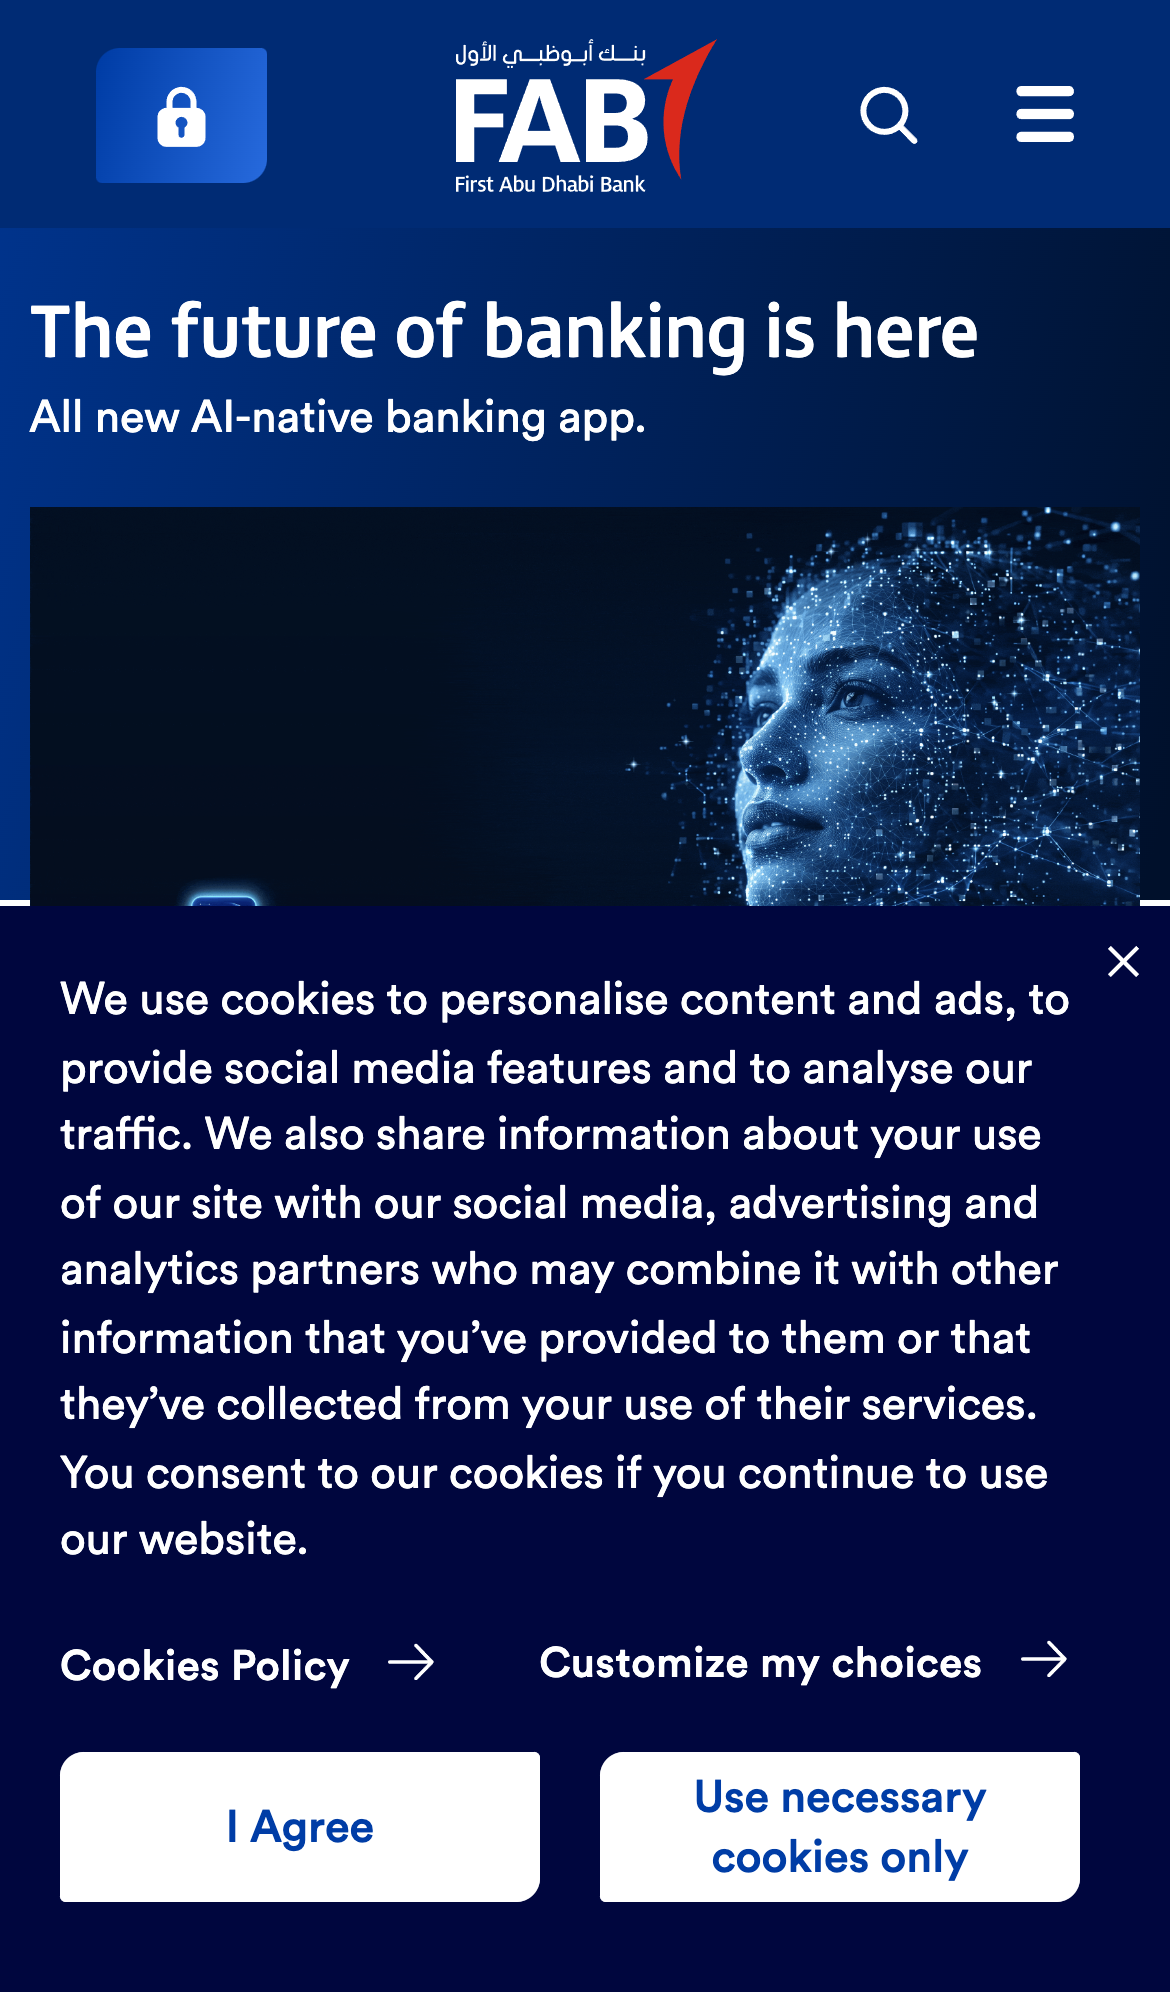 بنك أبوظبي الأول
FAB
First Abu Dhabi Bank
The future of banking is here
All new AI-native banking app.
We use cookies to personalise content and ads, to
provide social media features and to analyse our
traffic. We also share information about your use
of our site with our social media, advertising and
analytics partners who may combine it with other
information that you’ve provided to them or that
they’ve collected from your use of their services.
You consent to our cookies if you continue to use
our website.
Cookies Policy
Customize my choices
I Agree
Use necessary
cookies only